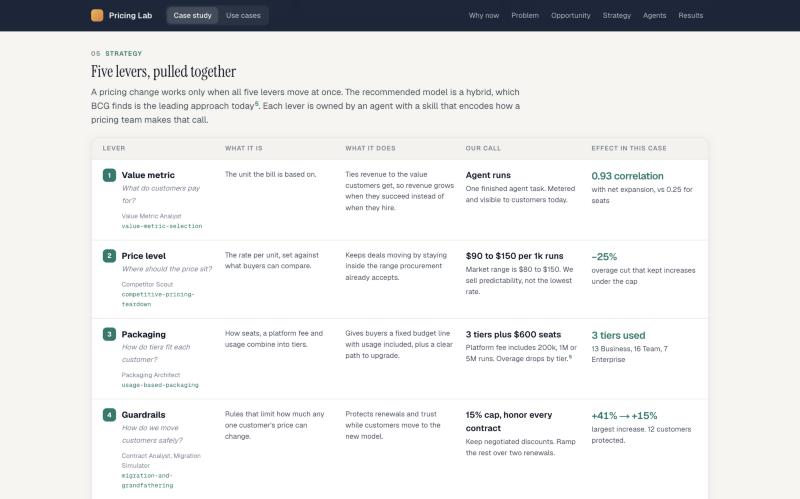 Pricing Lab Case study Use cases Why now Problem Opportunity Strategy Agents Results
05 STRATEGY
Five levers, pulled together
A pricing change works only when all five levers move at once. The recommended model is a hybrid, which
BCG finds is the leading approach today⁵. Each lever is owned by an agent with a skill that encodes how a
pricing team makes that call.
LEVER WHAT IT IS WHAT IT DOES OUR CALL EFFECT IN THIS CASE
1 Value metric
What do customers pay
for?
Value Metric Analyst
value-metric-selection
The unit the bill is based on.
Ties revenue to the value
customers get, so revenue grows
when they succeed instead of
when they hire.
Agent runs
One finished agent task. Metered
and visible to customers today.
0.93 correlation
with net expansion, vs 0.25 for
seats
2 Price level
Where should the price sit?
Competitor Scout
competitive-pricing-
teardown
The rate per unit, set against
what buyers can compare.
Keeps deals moving by staying
inside the range procurement
already accepts.
$90 to $150 per 1k runs
Market range is $80 to $150. We
sell predictability, not the lowest
rate.
−25%
overage cut that kept increases
under the cap
3 Packaging
How do tiers fit each
customer?
Packaging Architect
usage-based-packaging
How seats, a platform fee and
usage combine into tiers.
Gives buyers a fixed budget line
with usage included, plus a clear
path to upgrade.
3 tiers plus $600 seats
Platform fee includes 200k, 1M or
5M runs. Overage drops by tier.⁶
3 tiers used
13 Business, 16 Team, 7
Enterprise
4 Guardrails
How do we move
customers safely?
Contract Analyst, Migration
Simulator
migration-and-
grandfathering
Rules that limit how much any
one customer's price can
change.
Protects renewals and trust
while customers move to the
new model.
15% cap, honor every
contract
Keep negotiated discounts. Ramp
the rest over two renewals.
+41% → +15%
largest increase. 12 customers
protected.